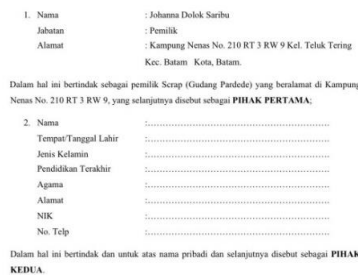 1. Nama : Johanna Dolok Saribu
Jabatan : Pemilik
Alamat : Kampung Nenas No. 210 RT 3 RW 9 Kel. Teluk Tering
Kec. Batam Kota, Batam.
Dalam hal ini bertindak sebagai pemilik Scrap (Gudang Pardede) yang beralamat di Kampung
Nenas No. 210 RT 3 RW 9, yang selanjutnya disebut sebagai PIHAK PERTAMA;
2. Nama :..........................................................
Tempat/Tanggal Lahir :..........................................................
Jenis Kelamin :..........................................................
Pendidikan Terakhir :..........................................................
Agama :..........................................................
Alamat :..........................................................
NIK :..........................................................
No. Telp :..........................................................
Dalam hal ini bertindak dan untuk atas nama pribadi dan selanjutnya disebut sebagai PIHAK
KEDUA.